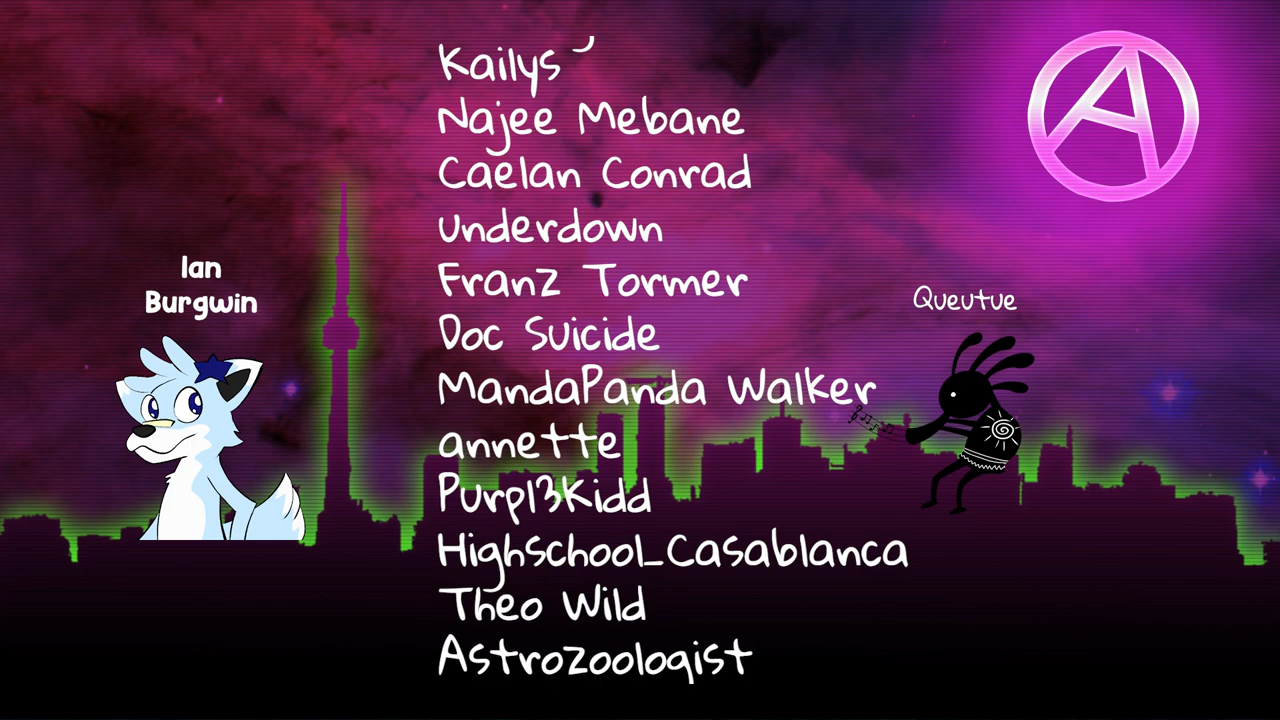 Kailys
Najee Mebane
Caelan Conrad
underdown
Franz Tormer
Doc Suicide
MandaPanda Walker
annette
Purpl3Kidd
Highschool_Casablanca
Theo Wild
Astrozoologist
Ian
Burgwin
Queutue